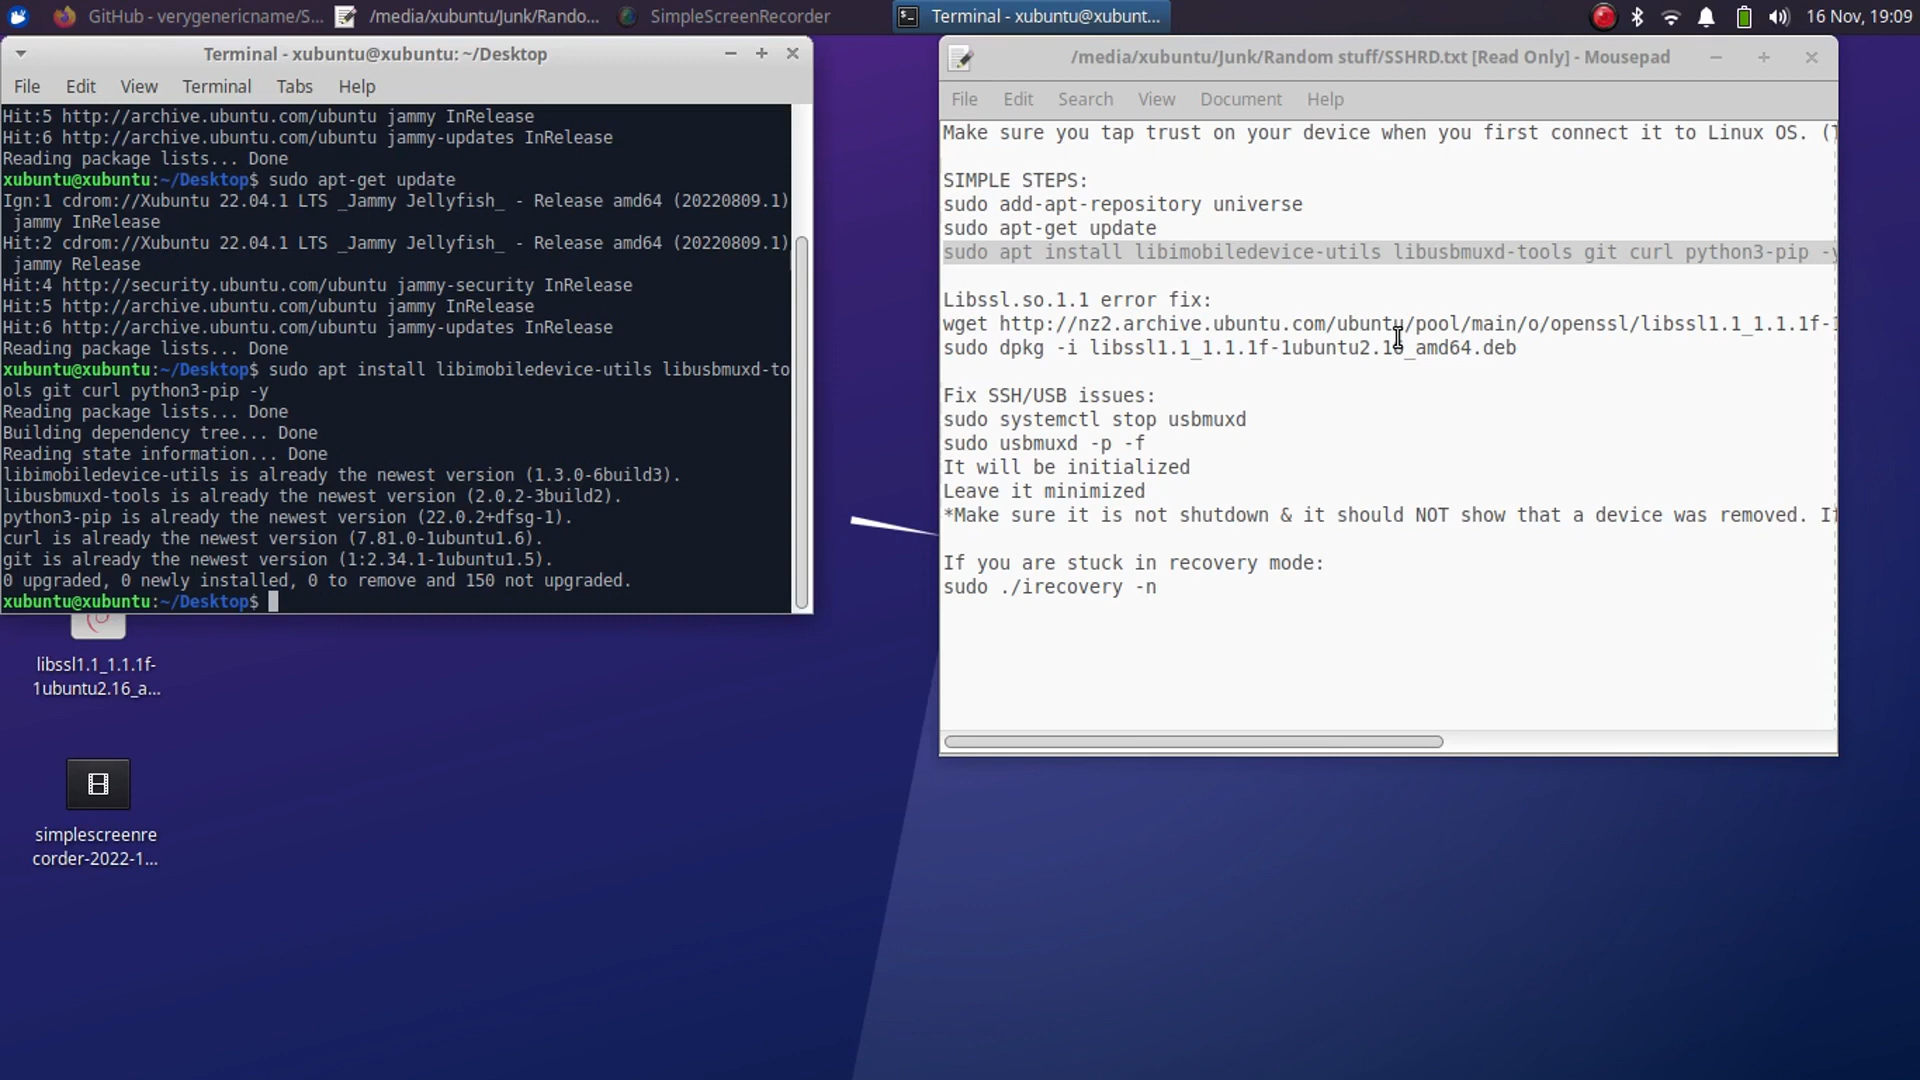 GitHub - verygenericname/S...
/media/xubuntu/Junk/Rando...
SimpleScreenRecorder
Terminal - xubuntu@xubunt...
16 Nov, 19:09
Terminal - xubuntu@xubuntu: ~/Desktop
File Edit View Terminal Tabs Help
Hit:5 http://archive.ubuntu.com/ubuntu jammy InRelease
Hit:6 http://archive.ubuntu.com/ubuntu jammy-updates InRelease
Reading package lists... Done
xubuntu@xubuntu:~/Desktop$ sudo apt-get update
Ign:1 cdrom://Xubuntu 22.04.1 LTS _Jammy Jellyfish_ - Release amd64 (20220809.1)
jammy InRelease
Hit:2 cdrom://Xubuntu 22.04.1 LTS _Jammy Jellyfish_ - Release amd64 (20220809.1)
jammy Release
Hit:4 http://security.ubuntu.com/ubuntu jammy-security InRelease
Hit:5 http://archive.ubuntu.com/ubuntu jammy InRelease
Hit:6 http://archive.ubuntu.com/ubuntu jammy-updates InRelease
Reading package lists... Done
xubuntu@xubuntu:~/Desktop$ sudo apt install libimobiledevice-utils libusbmuxd-to
ols git curl python3-pip -y
Reading package lists... Done
Building dependency tree... Done
Reading state information... Done
libimobiledevice-utils is already the newest version (1.3.0-6build3).
libusbmuxd-tools is already the newest version (2.0.2-3build2).
python3-pip is already the newest version (22.0.2+dfsg-1).
curl is already the newest version (7.81.0-1ubuntu1.6).
git is already the newest version (1:2.34.1-1ubuntu1.5).
0 upgraded, 0 newly installed, 0 to remove and 150 not upgraded.
xubuntu@xubuntu:~/Desktop$
libssl1.1_1.1.1f-
1ubuntu2.16_a...
simplescreenre
corder-2022-1...
/media/xubuntu/Junk/Random stuff/SSHRD.txt [Read Only] - Mousepad
File Edit Search View Document Help
Make sure you tap trust on your device when you first connect it to Linux OS. (
SIMPLE STEPS:
sudo add-apt-repository universe
sudo apt-get update
sudo apt install libimobiledevice-utils libusbmuxd-tools git curl python3-pip -y
Libssl.so.1.1 error fix:
wget http://nz2.archive.ubuntu.com/ubuntu/pool/main/o/openssl/libssl1.1_1.1.1f-1
sudo dpkg -i libssl1.1_1.1.1f-1ubuntu2.16_amd64.deb
Fix SSH/USB issues:
sudo systemctl stop usbmuxd
sudo usbmuxd -p -f
It will be initialized
Leave it minimized
*Make sure it is not shutdown & it should NOT show that a device was removed. If
If you are stuck in recovery mode:
sudo ./irecovery -n